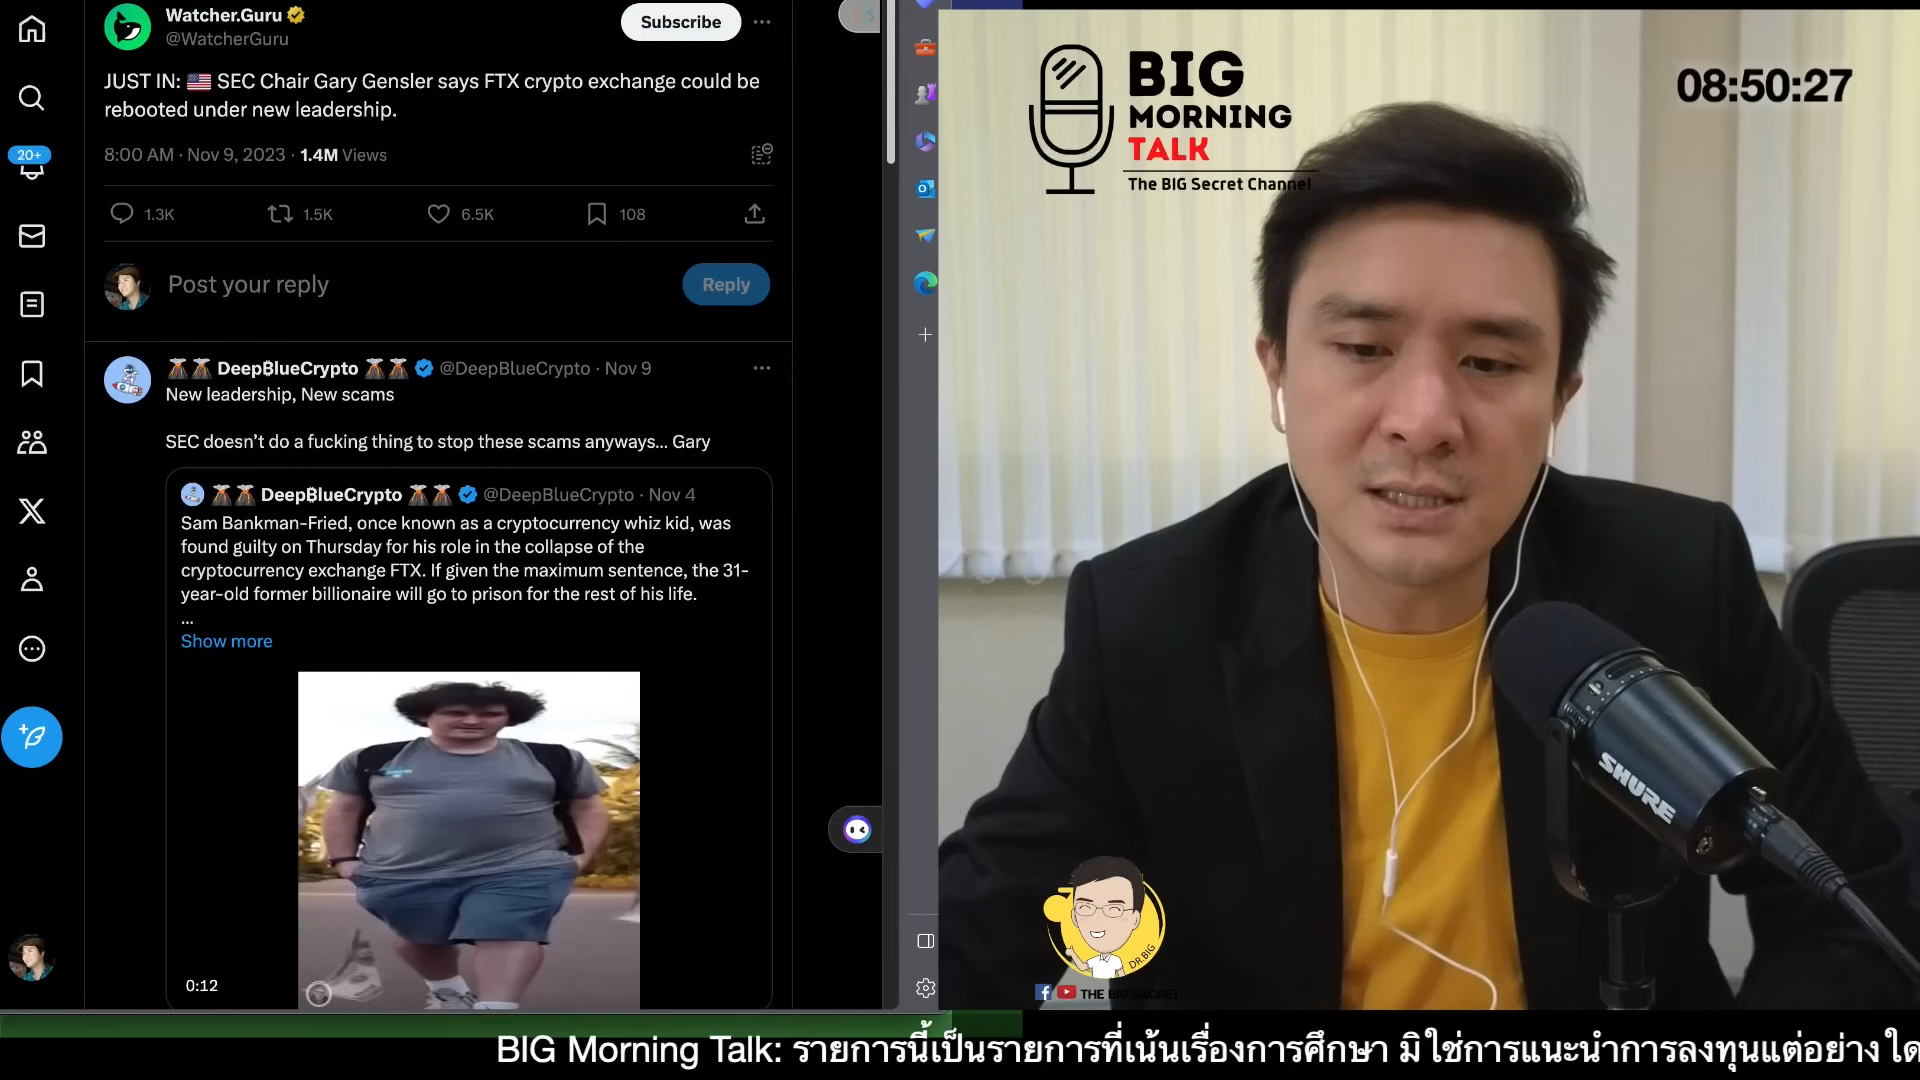 Watcher.Guru
@WatcherGuru
Subscribe
JUST IN: 🇺🇸 SEC Chair Gary Gensler says FTX crypto exchange could be
rebooted under new leadership.
8:00 AM · Nov 9, 2023 · 1.4M Views
1.3K 1.5K 6.5K 108
20+
Post your reply
Reply
🌋🌋 Deep₿lueCrypto 🌋🌋 @DeepBlueCrypto · Nov 9
New leadership, New scams
SEC doesn’t do a fucking thing to stop these scams anyways... Gary
🌋🌋 Deep₿lueCrypto 🌋🌋 @DeepBlueCrypto · Nov 4
Sam Bankman-Fried, once known as a cryptocurrency whiz kid, was
found guilty on Thursday for his role in the collapse of the
cryptocurrency exchange FTX. If given the maximum sentence, the 31-
year-old former billionaire will go to prison for the rest of his life.
...
Show more
0:12
BIG
MORNING
TALK
The BIG Secret Channel
08:50:27
SHURE
DR.BIG
THE BIG SECRET
BIG Morning Talk: รายการนี้เป็นรายการที่เน้นเรื่องการศึกษา มิใช่การแนะนำการลงทุนแต่อย่างใด